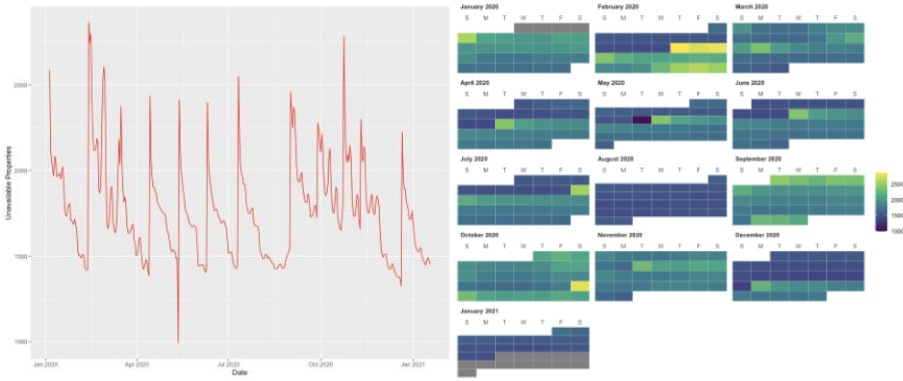 2500
2000
1500
1000
Unavailable Properties
Jan 2020 Apr 2020 Jul 2020 Oct 2020 Jan 2021
Date
January 2020 February 2020 March 2020
S M T W T F S S M T W T F S S M T W T F S
April 2020 May 2020 June 2020
S M T W T F S S M T W T F S S M T W T F S
July 2020 August 2020 September 2020
S M T W T F S S M T W T F S S M T W T F S
2500
2000
1500
1000
October 2020 November 2020 December 2020
S M T W T F S S M T W T F S S M T W T F S
January 2021
S M T W T F S